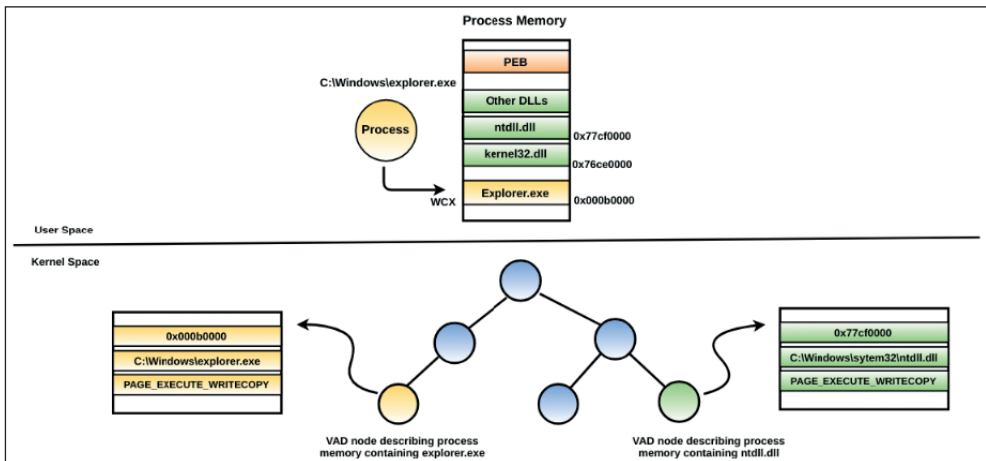 Process Memory
PEB
C:\Windows\explorer.exe
Other DLLs
Process
ntdll.dll
0x77cf0000
kernel32.dll
0x76ce0000
WCX
Explorer.exe
0x000b0000
User Space
Kernel Space
0x000b0000
C:\Windows\explorer.exe
PAGE_EXECUTE_WRITECOPY
0x77cf0000
C:\Windows\sytem32\ntdll.dll
PAGE_EXECUTE_WRITECOPY
VAD node describing process
memory containing explorer.exe
VAD node describing process
memory containing ntdll.dll